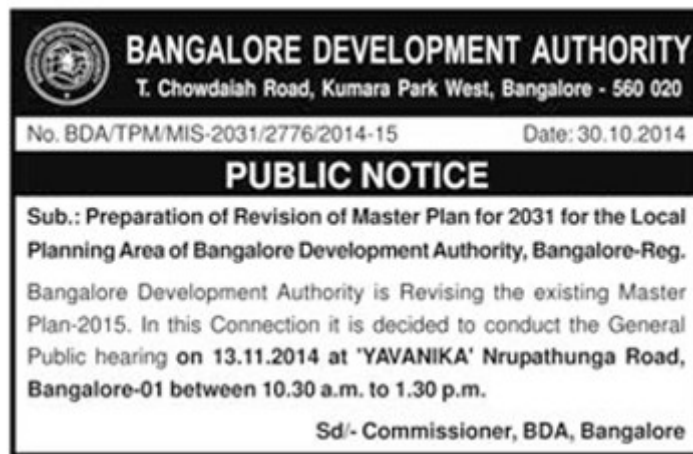 BANGALORE DEVELOPMENT AUTHORITY
T. Chowdaiah Road, Kumara Park West, Bangalore - 560 020
No. BDA/TPM/MIS-2031/2776/2014-15 Date: 30.10.2014
PUBLIC NOTICE
Sub.: Preparation of Revision of Master Plan for 2031 for the Local
Planning Area of Bangalore Development Authority, Bangalore-Reg.
Bangalore Development Authority is Revising the existing Master
Plan-2015. In this Connection it is decided to conduct the General
Public hearing on 13.11.2014 at 'YAVANIKA' Nrupathunga Road,
Bangalore-01 between 10.30 a.m. to 1.30 p.m.
Sd/- Commissioner, BDA, Bangalore